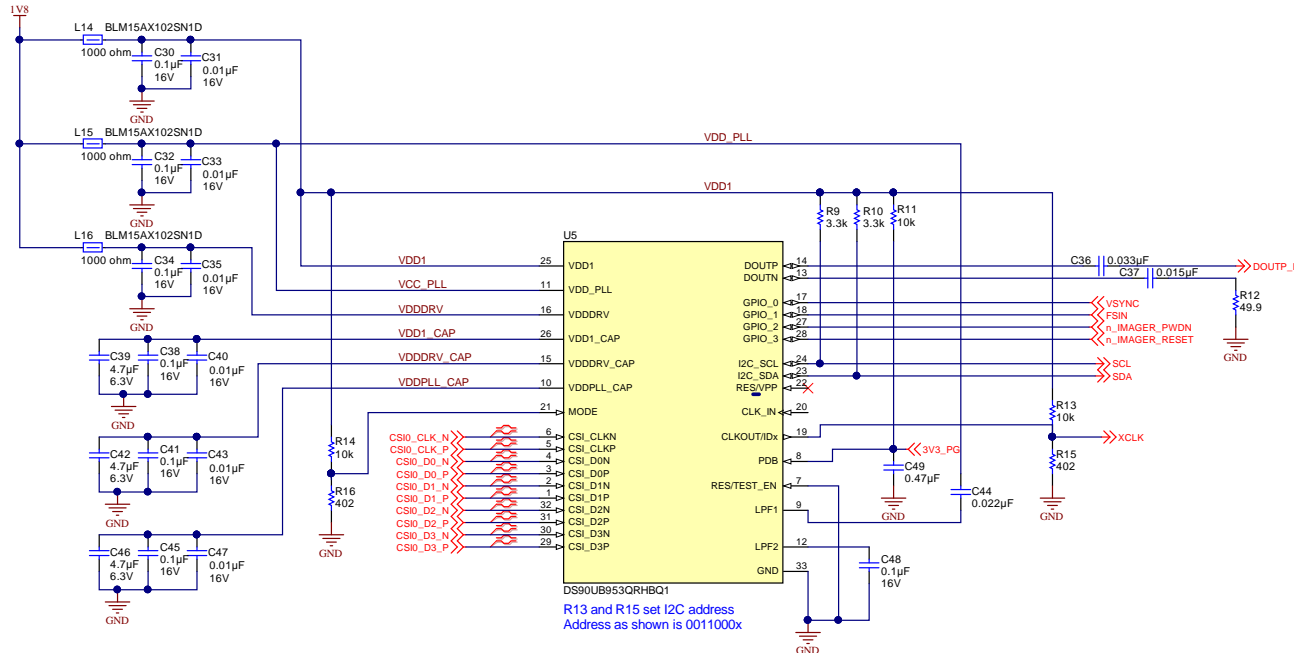 1V8
L14 BLM15AX102SN1D
1000 ohm
C30
0.1µF
16V
C31
0.01µF
16V
GND
L15 BLM15AX102SN1D
1000 ohm
C32
0.1µF
16V
C33
0.01µF
16V
GND
VDD_PLL
L16 BLM15AX102SN1D
1000 ohm
C34
0.1µF
16V
C35
0.01µF
16V
GND
VDD1
R9
3.3k
R10
3.3k
R11
10k
VDD1
VCC_PLL
VDDDRV
VDD1_CAP
VDDDRV_CAP
VDDPLL_CAP
C39
4.7µF
6.3V
C38
0.1µF
16V
C40
0.01µF
16V
GND
C42
4.7µF
6.3V
C41
0.1µF
16V
C43
0.01µF
16V
GND
C46
4.7µF
6.3V
C45
0.1µF
16V
C47
0.01µF
16V
GND
R14
10k
R16
402
GND
CSI0_CLK_N
CSI0_CLK_P
CSI0_D0_N
CSI0_D0_P
CSI0_D1_N
CSI0_D1_P
CSI0_D2_N
CSI0_D2_P
CSI0_D3_N
CSI0_D3_P
U5
25 VDD1
11 VDD_PLL
16 VDDDRV
26 VDD1_CAP
15 VDDDRV_CAP
10 VDDPLL_CAP
21 MODE
6 CSI_CLKN
5 CSI_CLKP
4 CSI_D0N
3 CSI_D0P
2 CSI_D1N
1 CSI_D1P
32 CSI_D2N
31 CSI_D2P
30 CSI_D3N
29 CSI_D3P
DOUTP 14
DOUTN 13
GPIO_0 17
GPIO_1 18
GPIO_2 27
GPIO_3 28
I2C_SCL 24
I2C_SDA 23
RES/VPP 22
CLK_IN 20
CLKOUT/IDx 19
PDB 8
RES/TEST_EN 7
LPF1 9
LPF2 12
GND 33
DS90UB953QRHBQ1
R13 and R15 set I2C address
Address as shown is 0011000x
C36 0.033µF
C37 0.015µF
R12
49.9
GND
VSYNC
FSIN
n_IMAGER_PWDN
n_IMAGER_RESET
SCL
SDA
R13
10k
XCLK
R15
402
GND
3V3_PG
C49
0.47µF
GND
C44
0.022µF
C48
0.1µF
16V
GND